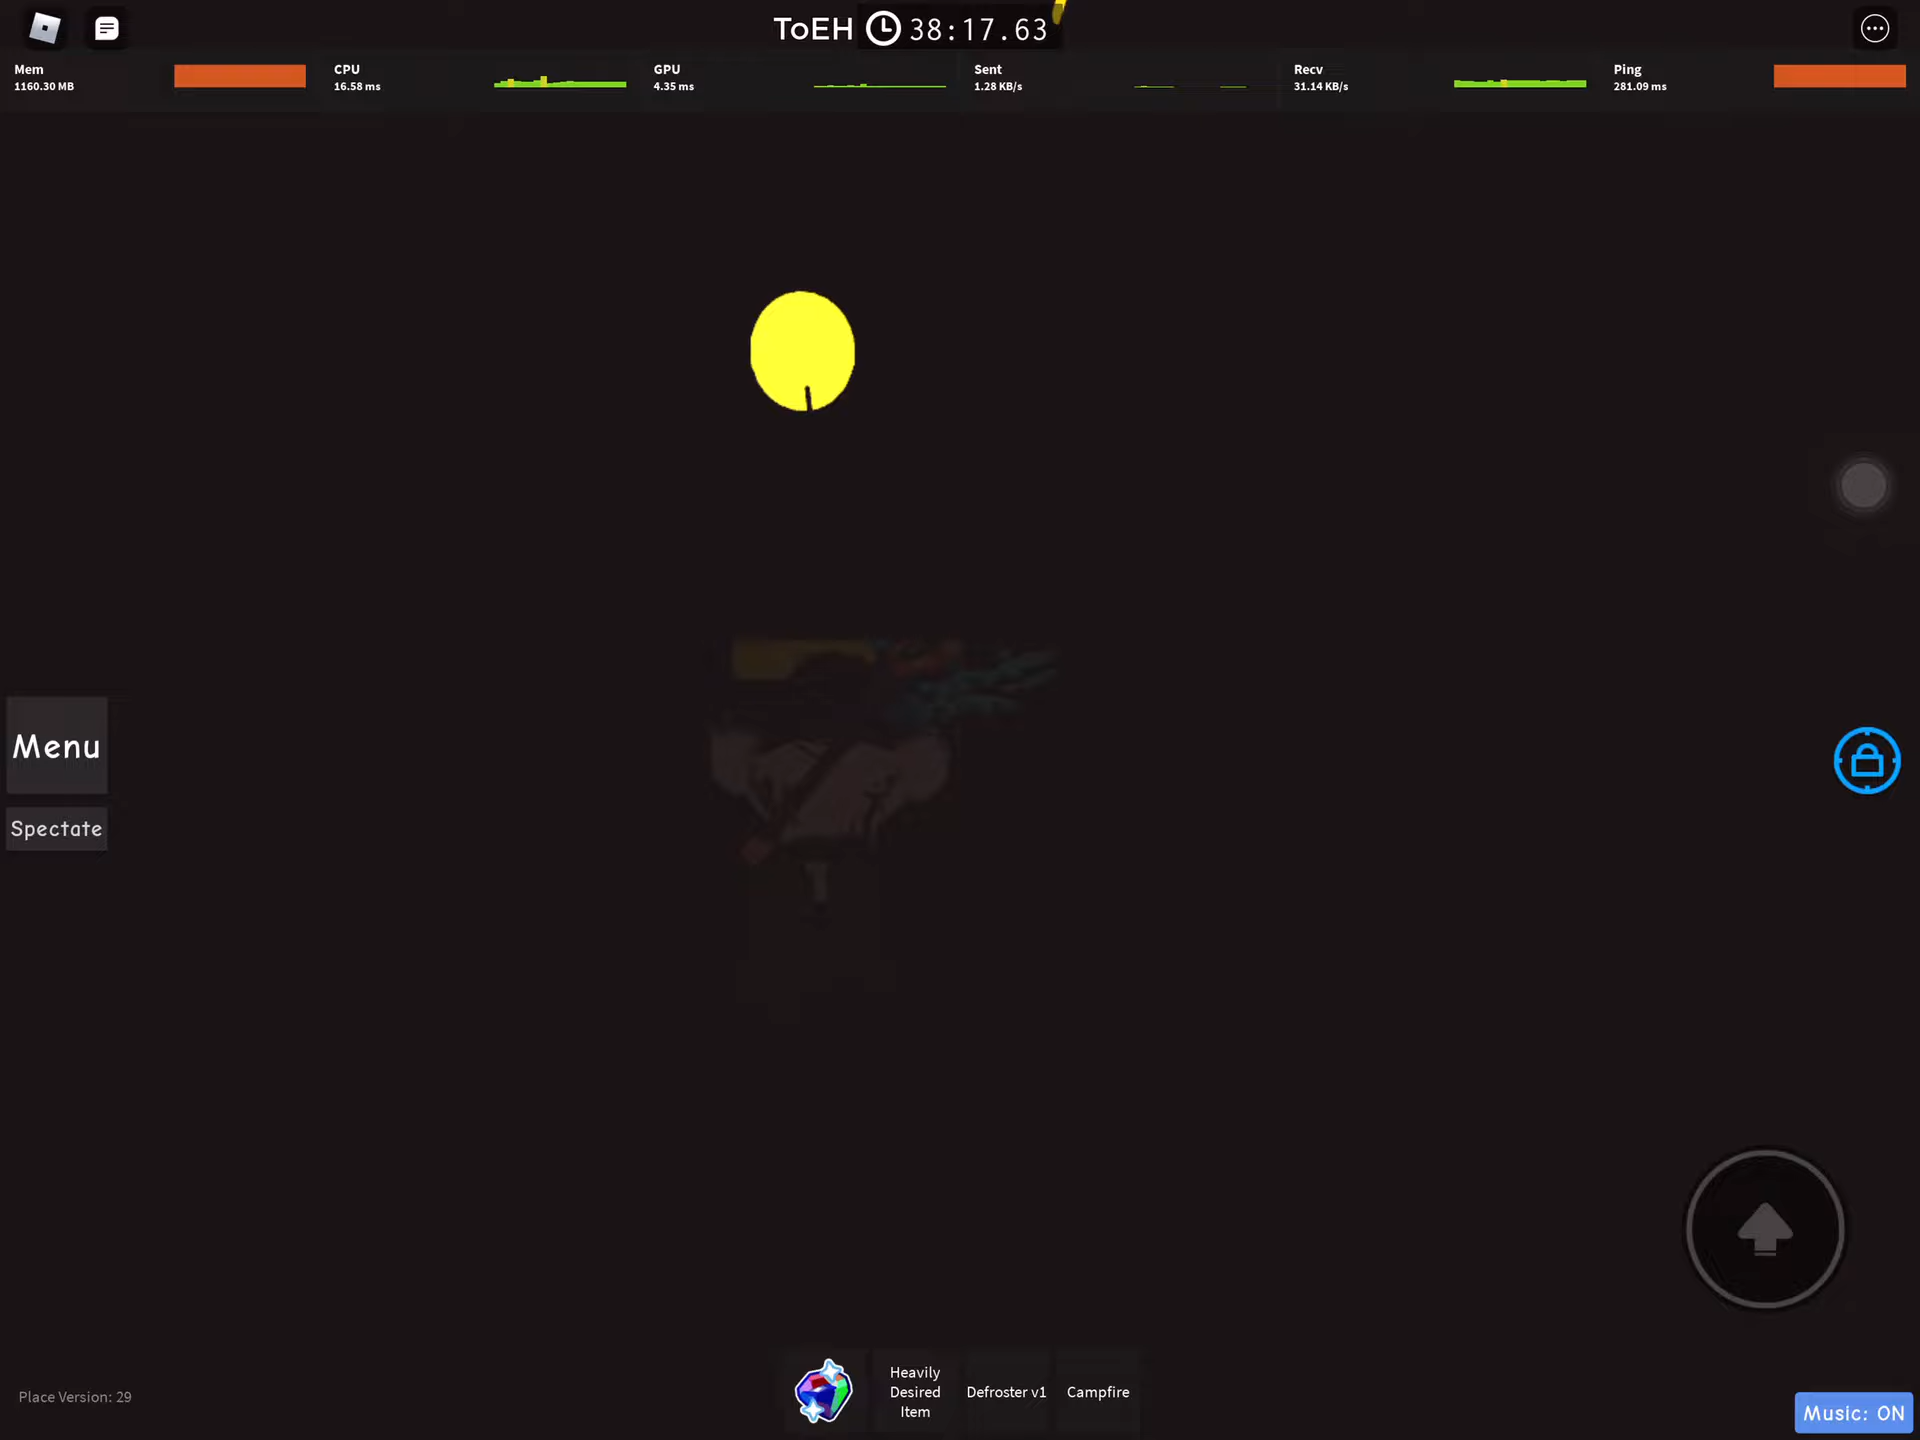 ToEH 38:17.63
Mem
1160.30 MB
CPU
16.58 ms
GPU
4.35 ms
Sent
1.28 KB/s
Recv
31.14 KB/s
Ping
281.09 ms
Menu
Spectate
Heavily
Desired
Item
Defroster v1
Campfire
Place Version: 29
Music: ON